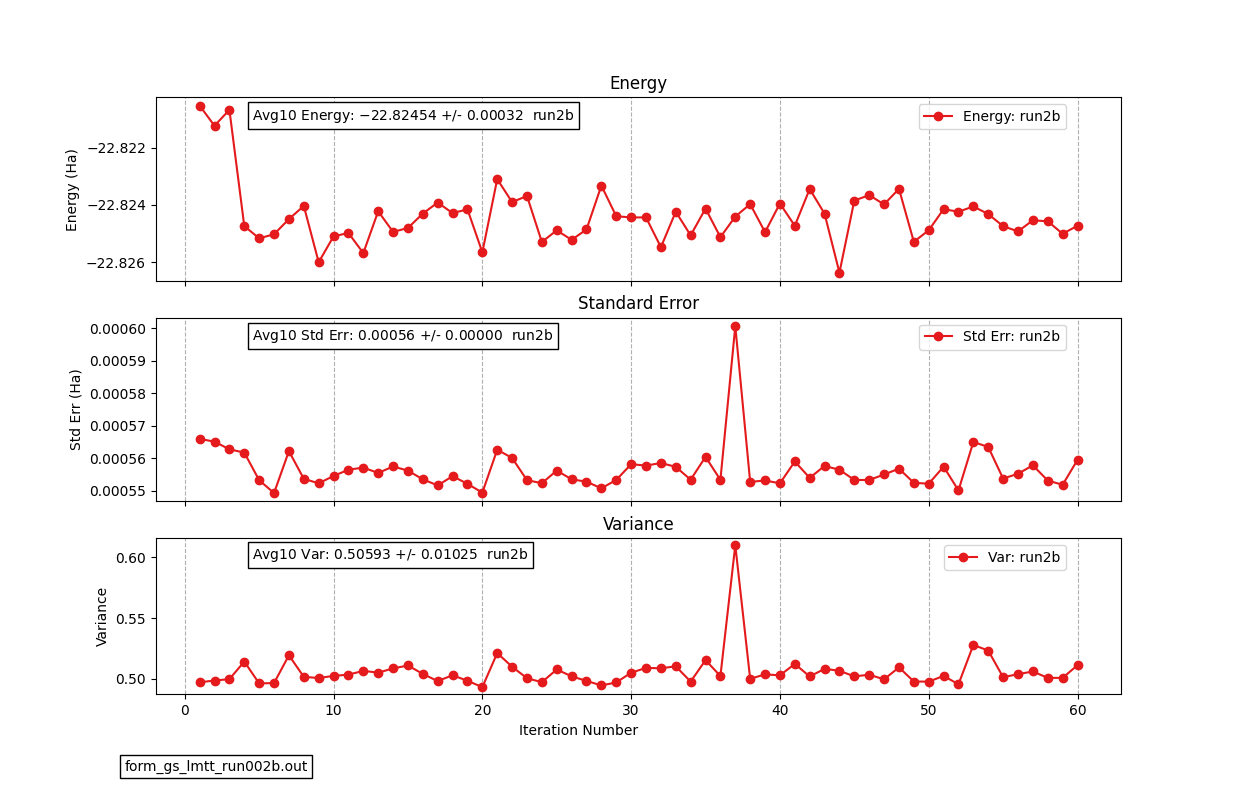 Energy
Avg10 Energy: −22.82454 +/- 0.00032  run2b
Energy: run2b
Energy (Ha)
−22.822
−22.824
−22.826
Standard Error
Avg10 Std Err: 0.00056 +/- 0.00000  run2b
Std Err: run2b
Std Err (Ha)
0.00060
0.00059
0.00058
0.00057
0.00056
0.00055
Variance
Avg10 Var: 0.50593 +/- 0.01025  run2b
Var: run2b
Variance
0.60
0.55
0.50
0 10 20 30 40 50 60
Iteration Number
form_gs_lmtt_run002b.out